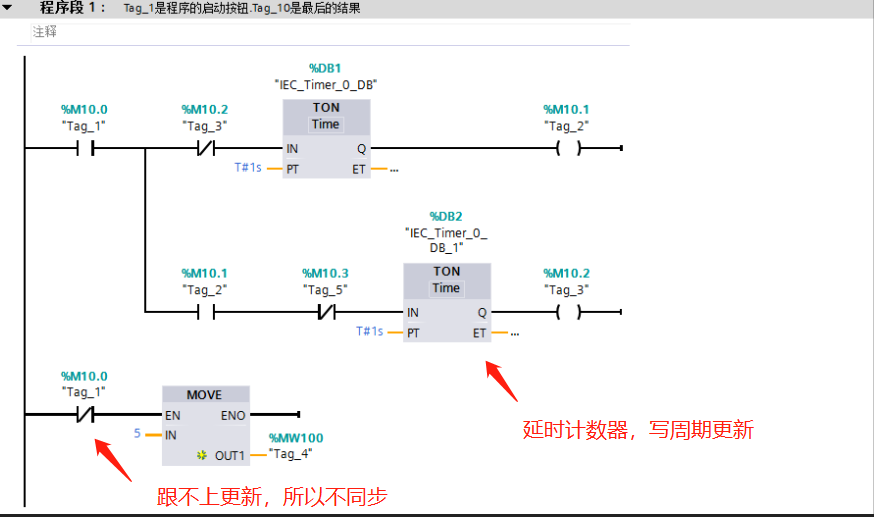 程序段 1： Tag_1是程序的启动按钮.Tag_10是最后的结果
注释
%DB1
"IEC_Timer_0_DB"
%M10.0 %M10.2 TON %M10.1
"Tag_1" "Tag_3" Time "Tag_2"
IN Q
T#1s PT ET ...
%DB2
"IEC_Timer_0_
DB_1"
%M10.1 %M10.3 TON %M10.2
"Tag_2" "Tag_5" Time "Tag_3"
IN Q
T#1s PT ET ...
%M10.0
"Tag_1" MOVE
EN ENO
5 IN %MW100
OUT1 "Tag_4"
延时计数器，写周期更新
跟不上更新，所以不同步